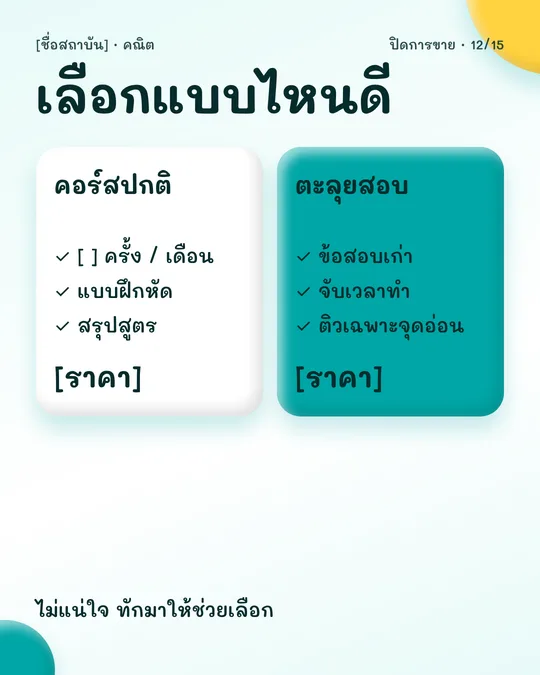 [ชื่อสถาบัน] · คณิต
ปิดการขาย · 12/15
เลือกแบบไหนดี
คอร์สปกติ
✓ [ ] ครั้ง / เดือน
✓ แบบฝึกหัด
✓ สรุปสูตร
[ราคา]
ตะลุยสอบ
✓ ข้อสอบเก่า
✓ จับเวลาทำ
✓ ติวเฉพาะจุดอ่อน
[ราคา]
ไม่แน่ใจ ทักมาให้ช่วยเลือก